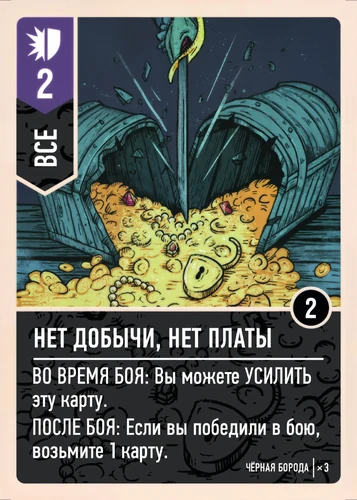 2
ВСЕ
2
НЕТ ДОБЫЧИ, НЕТ ПЛАТЫ
ВО ВРЕМЯ БОЯ: Вы можете УСИЛИТЬ
эту карту.
ПОСЛЕ БОЯ: Если вы победили в бою,
возьмите 1 карту.
ЧЁРНАЯ БОРОДА | ×3